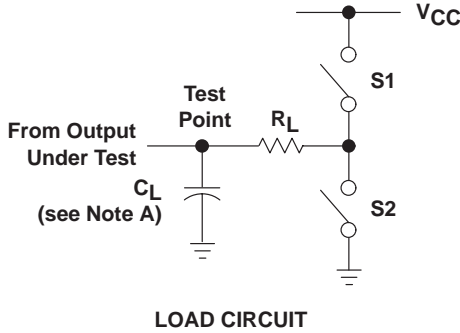 VCC
S1
Test
Point
RL
From Output
Under Test
CL
(see Note A)
S2
LOAD CIRCUIT